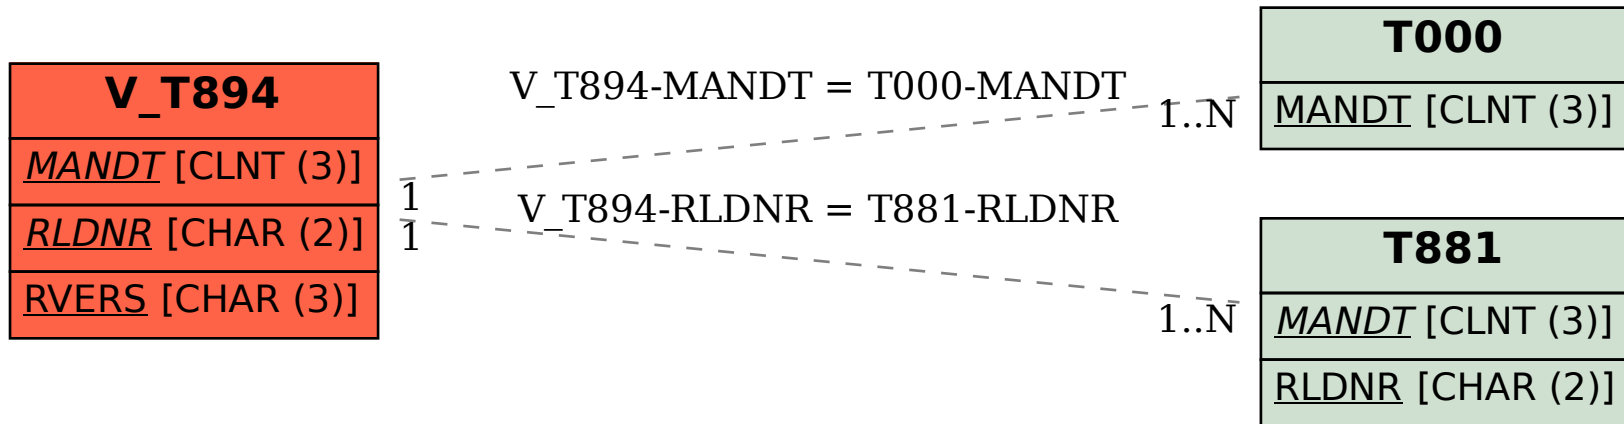 V_T894
MANDT [CLNT (3)]
RLDNR [CHAR (2)]
RVERS [CHAR (3)]
V_T894-MANDT = T000-MANDT
1
1..N
V_T894-RLDNR = T881-RLDNR
1
1..N
T000
MANDT [CLNT (3)]
T881
MANDT [CLNT (3)]
RLDNR [CHAR (2)]